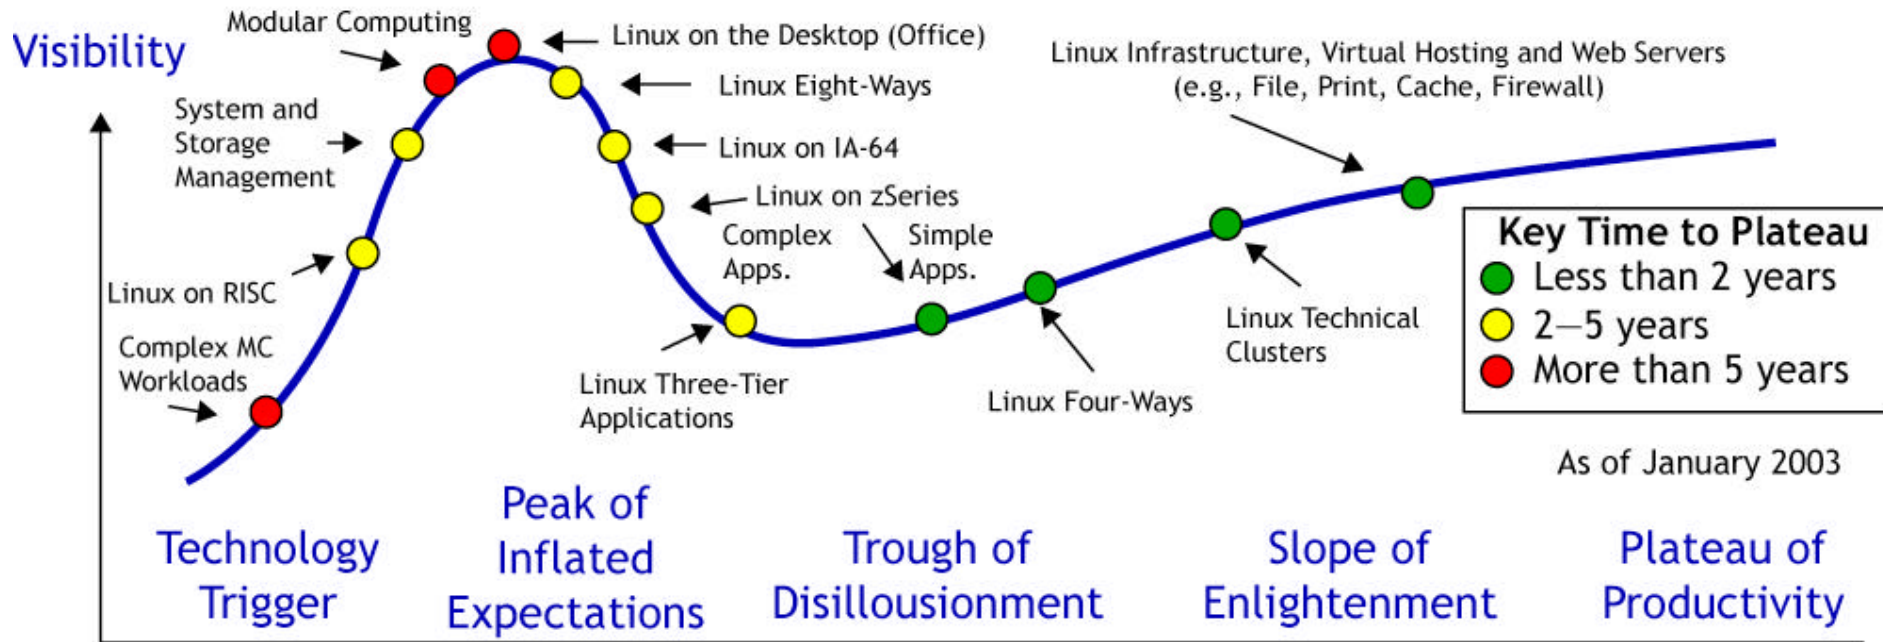 Visibility
Modular Computing
Linux on the Desktop (Office)
Linux Eight-Ways
System and
Storage
Management
Linux on IA-64
Linux on zSeries
Complex
Apps.
Simple
Apps.
Linux Infrastructure, Virtual Hosting and Web Servers
(e.g., File, Print, Cache, Firewall)
Linux on RISC
Complex MC
Workloads
Linux Three-Tier
Applications
Linux Four-Ways
Linux Technical
Clusters
Key Time to Plateau
Less than 2 years
2—5 years
More than 5 years
As of January 2003
Technology
Trigger
Peak of
Inflated
Expectations
Trough of
Disillousionment
Slope of
Enlightenment
Plateau of
Productivity